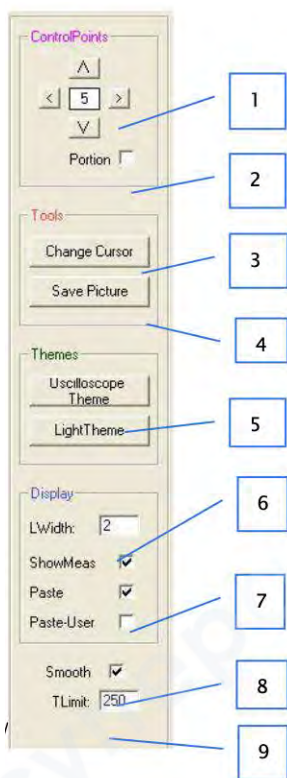 ControlPoints
Λ
< 5 >
V
Portion
Tools
Change Cursor
Save Picture
Themes
Uscilloscope
Theme
LightTheme
Display
LWidth: 2
ShowMeas
Paste
Paste-User
Smooth
TLimit: 250
1
2
3
4
5
6
7
8
9